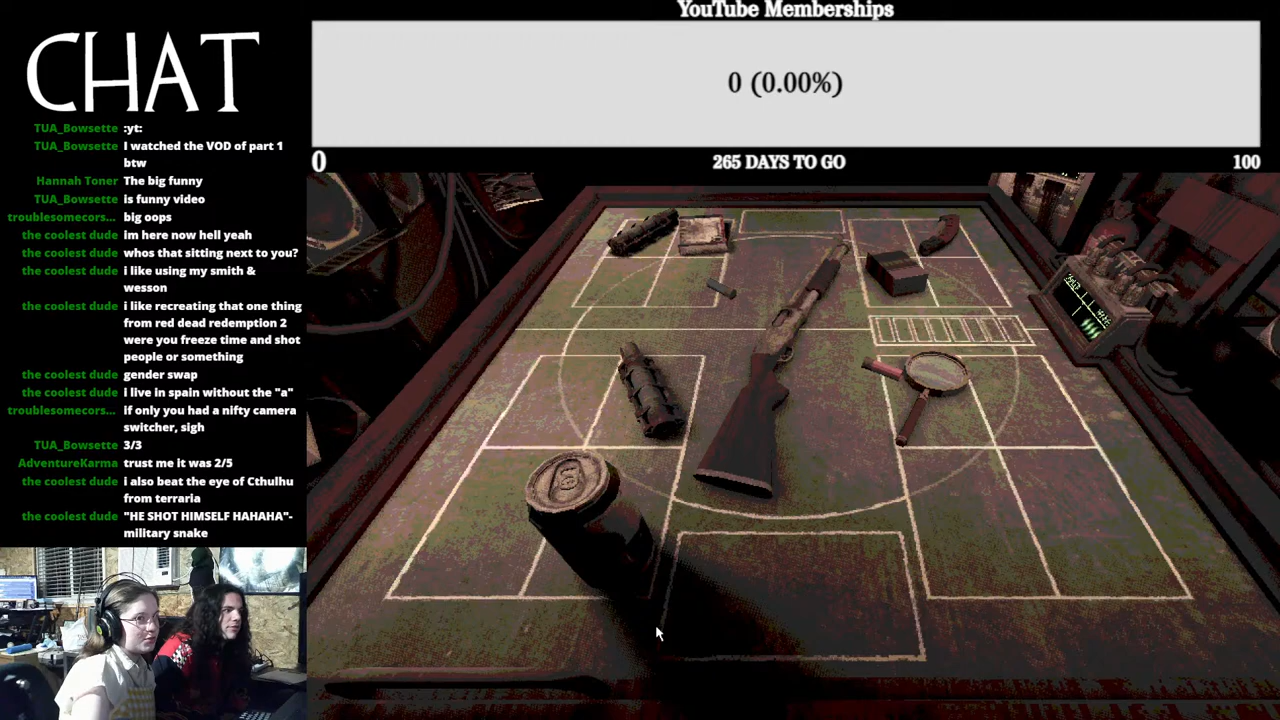 YouTube Memberships
CHAT
0 (0.00%)
0
265 DAYS TO GO
100
TUA_Bowsette :yt:
TUA_Bowsette I watched the VOD of part 1
btw
Hannah Toner The big funny
TUA_Bowsette is funny video
troublesomecors... big oops
the coolest dude im here now hell yeah
the coolest dude whos that sitting next to you?
the coolest dude i like using my smith &
wesson
the coolest dude i like recreating that one thing
from red dead redemption 2
were you freeze time and shot
people or something
the coolest dude gender swap
the coolest dude i live in spain without the "a"
troublesomecors... if only you had a nifty camera
switcher, sigh
TUA_Bowsette 3/3
AdventureKarma trust me it was 2/5
the coolest dude i also beat the eye of Cthulhu
from terraria
the coolest dude "HE SHOT HIMSELF HAHAHA"-
military snake